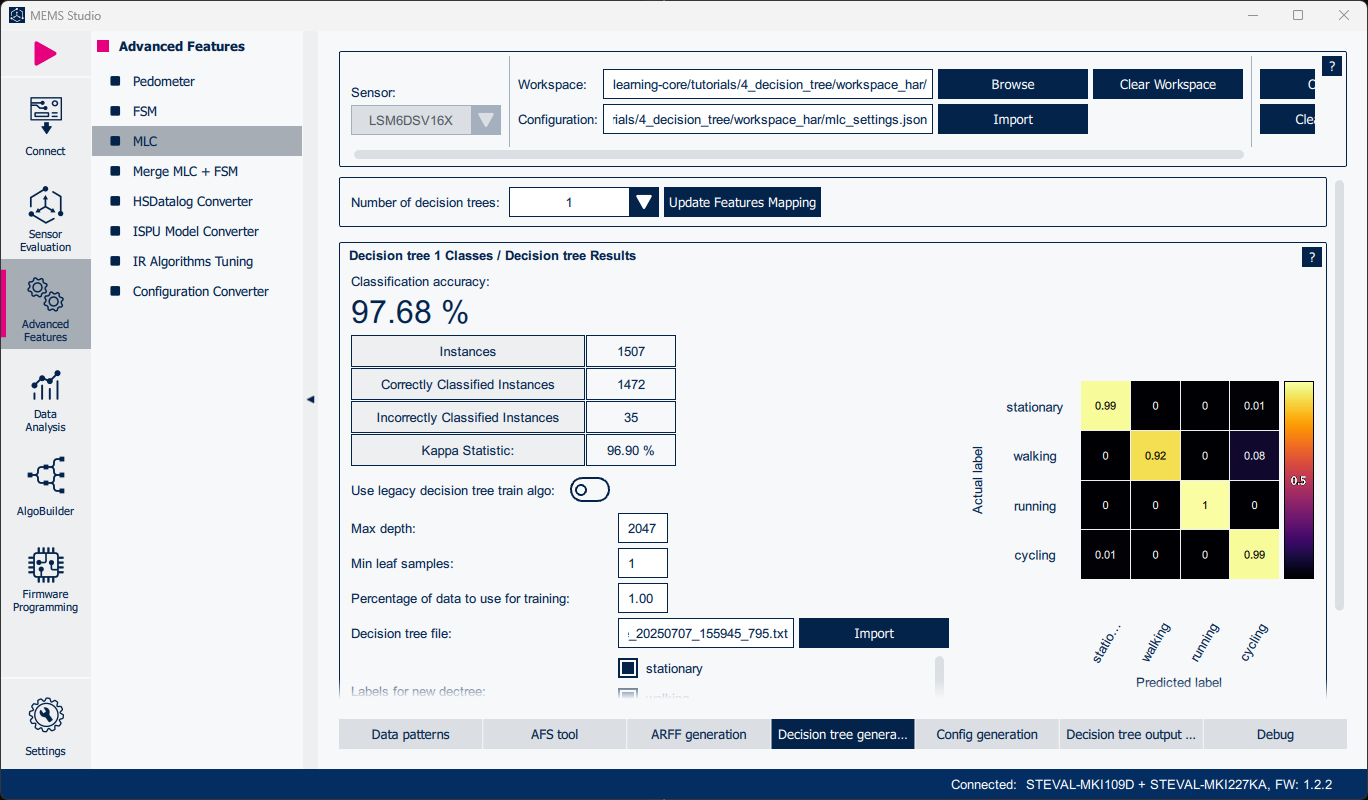 MEMS Studio
Connect
Sensor
Evaluation
Advanced
Features
Data
Analysis
AlgoBuilder
Firmware
Programming
Settings
Advanced Features
Pedometer
FSM
MLC
Merge MLC + FSM
HSDatalog Converter
ISPU Model Converter
IR Algorithms Tuning
Configuration Converter
Sensor:
LSM6DSV16X
Workspace: learning-core/tutorials/4_decision_tree/workspace_har/ Browse Clear Workspace
Configuration: rials/4_decision_tree/workspace_har/mlc_settings.json Import Clea
?
Number of decision trees: 1 Update Features Mapping
Decision tree 1 Classes / Decision tree Results ?
Classification accuracy:
97.68 %
Instances 1507
Correctly Classified Instances 1472
Incorrectly Classified Instances 35
Kappa Statistic: 96.90 %
Use legacy decision tree train algo:
Max depth: 2047
Min leaf samples: 1
Percentage of data to use for training: 1.00
Decision tree file: _20250707_155945_795.txt Import
stationary
Labels for new dectree: walking
Actual label
stationary 0.99 0 0 0.01
walking 0 0.92 0 0.08
running 0 0 1 0
cycling 0.01 0 0 0.99
0.5
statio... walking running cycling
Predicted label
Data patterns AFS tool ARFF generation Decision tree genera... Config generation Decision tree output ... Debug
Connected: STEVAL-MKI109D + STEVAL-MKI227KA, FW: 1.2.2